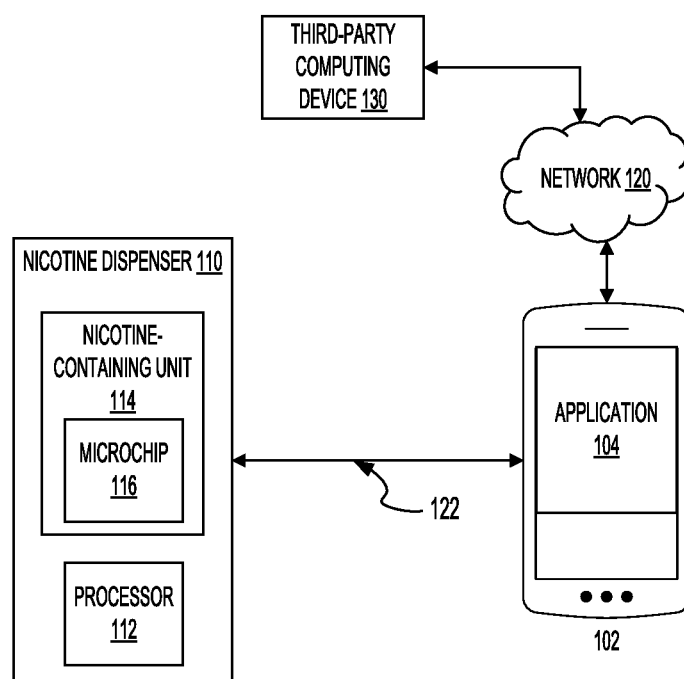 THIRD-PARTY
COMPUTING
DEVICE 130
NETWORK 120
NICOTINE DISPENSER 110
NICOTINE-
CONTAINING UNIT
114
MICROCHIP
116
PROCESSOR
112
122
APPLICATION
104
102